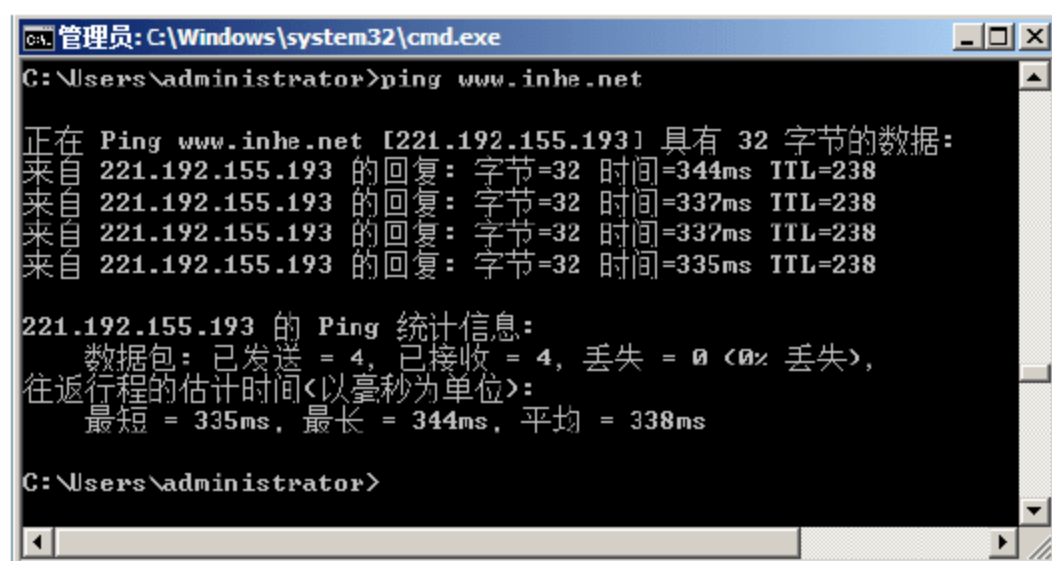 管理员: C:\Windows\system32\cmd.exe
C:\Users\administrator>ping www.inhe.net
正在 Ping www.inhe.net [221.192.155.193] 具有 32 字节的数据:
来自 221.192.155.193 的回复: 字节=32 时间=344ms TTL=238
来自 221.192.155.193 的回复: 字节=32 时间=337ms TTL=238
来自 221.192.155.193 的回复: 字节=32 时间=337ms TTL=238
来自 221.192.155.193 的回复: 字节=32 时间=335ms TTL=238
221.192.155.193 的 Ping 统计信息:
数据包: 已发送 = 4, 已接收 = 4, 丢失 = 0 (0% 丢失),
往返行程的估计时间(以毫秒为单位):
最短 = 335ms, 最长 = 344ms, 平均 = 338ms
C:\Users\administrator>